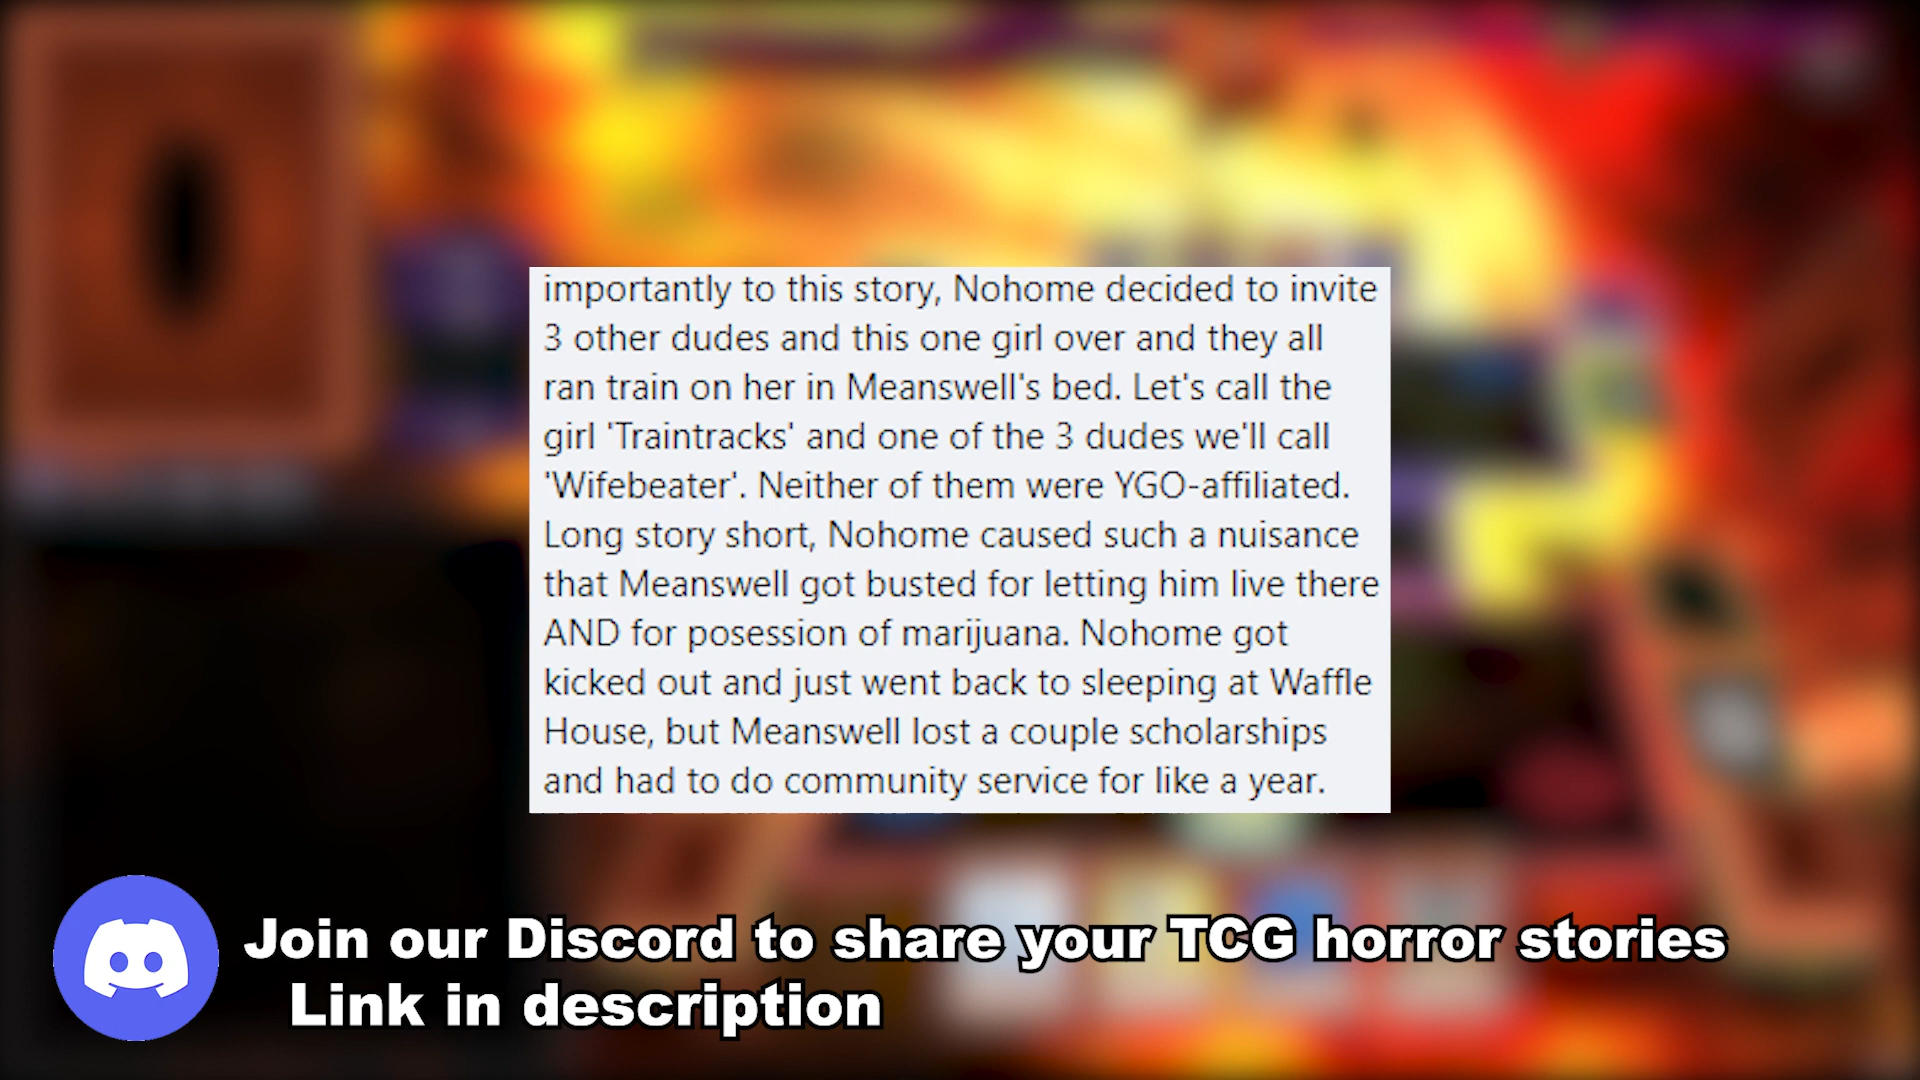 importantly to this story, Nohome decided to invite
3 other dudes and this one girl over and they all
ran train on her in Meanswell's bed. Let's call the
girl 'Traintracks' and one of the 3 dudes we'll call
'Wifebeater'. Neither of them were YGO-affiliated.
Long story short, Nohome caused such a nuisance
that Meanswell got busted for letting him live there
AND for posession of marijuana. Nohome got
kicked out and just went back to sleeping at Waffle
House, but Meanswell lost a couple scholarships
and had to do community service for like a year.
Join our Discord to share your TCG horror stories
Link in description